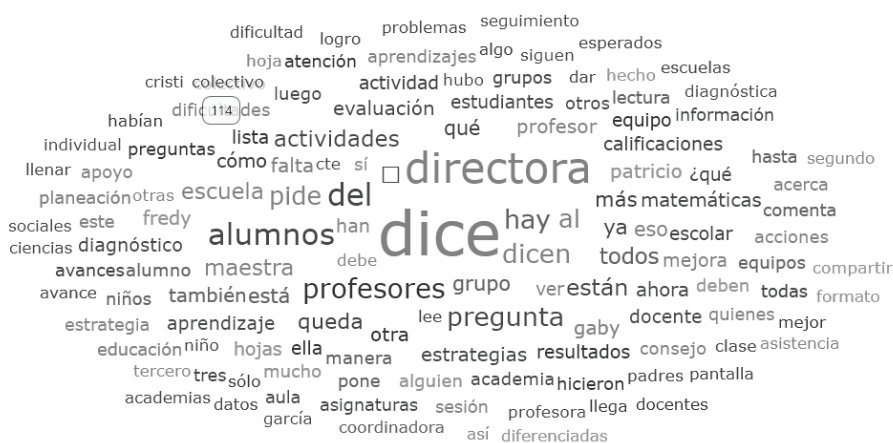 seguimiento
dificultad logro problemas
hoja atención aprendizajes algo siguen esperados
cristi colectivo actividad hubo grupos dar hecho escuelas
dificultades 114 luego evaluación estudiantes otros lectura diagnóstica
habían lista actividades qué profesor equipo información
individual preguntas cómo falta cte sí calificaciones
llenar apoyo directora patricio ¿qué hasta segundo
planeación otras escuela pide del más matemáticas acerca
sociales este fredy han dice hay al ya eso escolar comenta
ciencias diagnóstico alumnos debe dicen todos mejora equipos acciones
avances alumno maestra compartir
avance niños también está profesores grupo ver están ahora deben todas formato
estrategia aprendizaje queda otra lee pregunta gaby docente quienes mejor
educación niño hojas ella manera estrategias resultados consejo clase asistencia
tercero tres sólo mucho pone alguien academia hicieron padres pantalla
academias datos aula asignaturas sesión profesora llega docentes
garcía coordinadora así diferenciadas